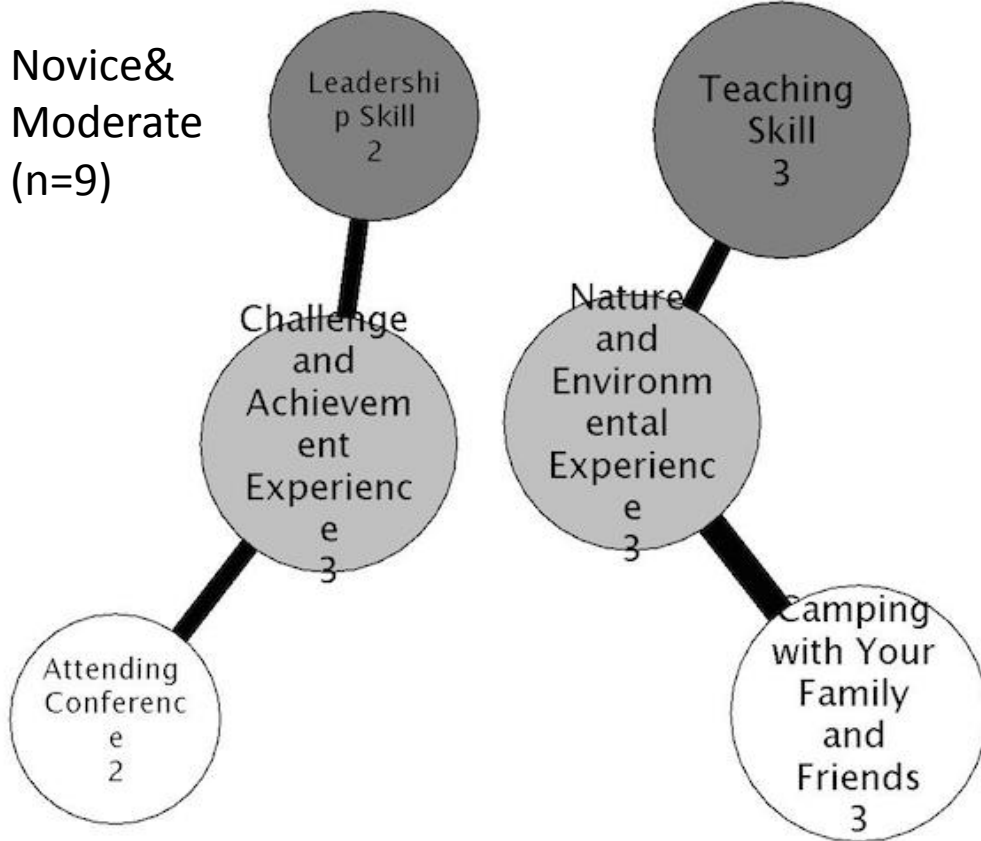 Novice&
Moderate
(n=9)
Leadershi
p Skill
2
Teaching
Skill
3
Challenge
and
Achievem
ent
Experienc
e
3
Nature
and
Environm
ental
Experienc
e
3
Attending
Conferenc
e
2
Camping
with Your
Family
and
Friends
3